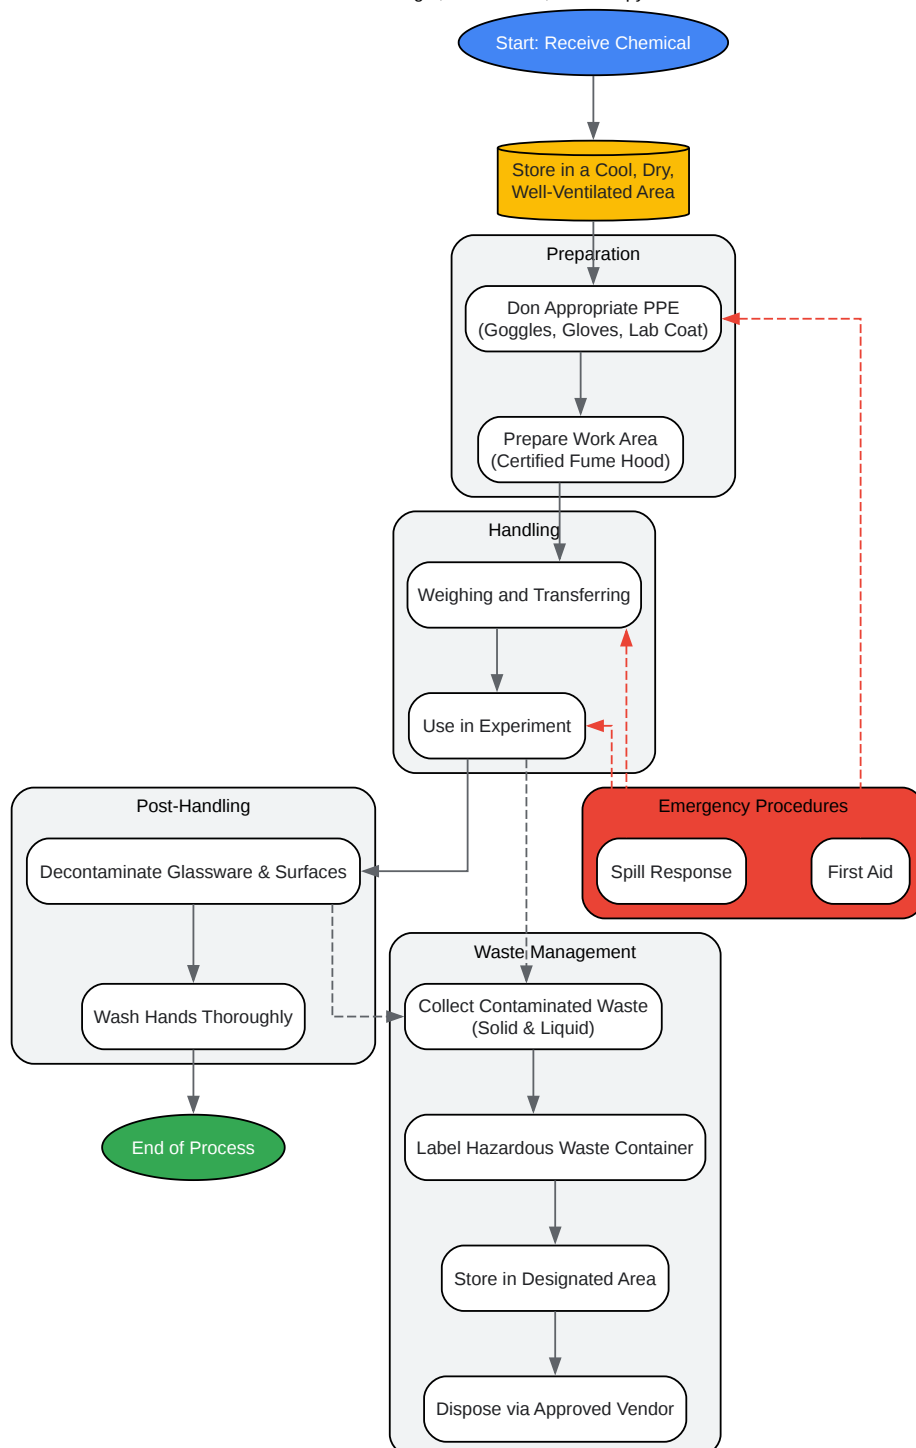 Start: Receive Chemical
Store in a Cool, Dry,
Well-Ventilated Area
Preparation
Don Appropriate PPE
(Goggles, Gloves, Lab Coat)
Prepare Work Area
(Certified Fume Hood)
Handling
Weighing and Transferring
Use in Experiment
Post-Handling
Emergency Procedures
Decontaminate Glassware & Surfaces
Spill Response
First Aid
Waste Management
Collect Contaminated Waste
(Solid & Liquid)
Wash Hands Thoroughly
Label Hazardous Waste Container
End of Process
Store in Designated Area
Dispose via Approved Vendor